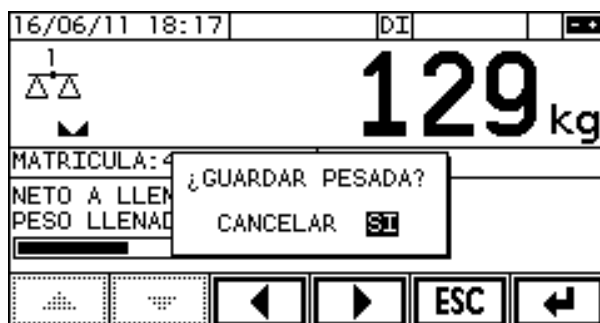 16/06/11 18:17 DI
1
129 kg
MATRICULA:4
¿GUARDAR PESADA?
NETO A LLEN
PESO LLENAD
CANCELAR SI
ESC